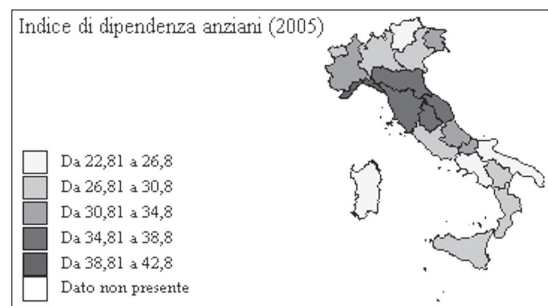 Indice di dipendenza anziani (2005)
Da 22,81 a 26,8
Da 26,81 a 30,8
Da 30,81 a 34,8
Da 34,81 a 38,8
Da 38,81 a 42,8
Dato non presente